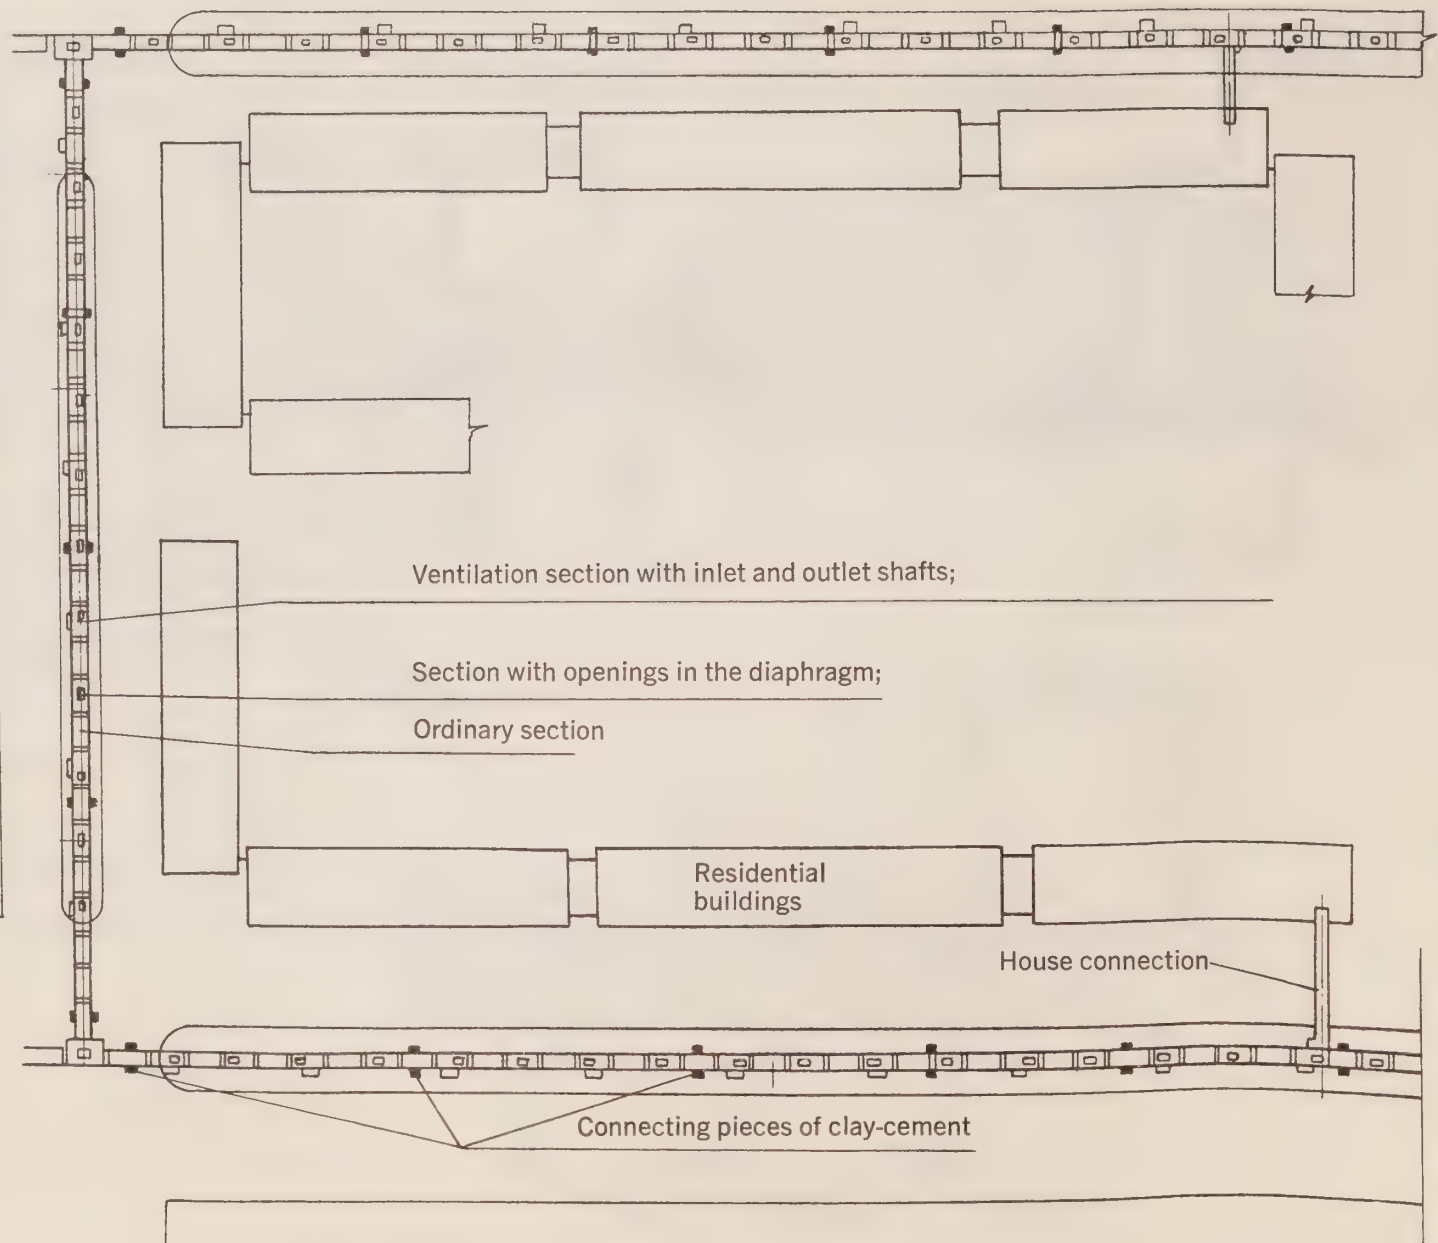 Ventilation section with inlet and outlet shafts;
Section with openings in the diaphragm;
Ordinary section
Residential
buildings
House connection
Connecting pieces of clay-cement